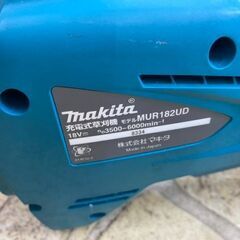 makita
充電式草刈機 モデル MUR182UD
18V⎓ n₀3500-6000min⁻¹
株式会社マキタ
Made in Japan